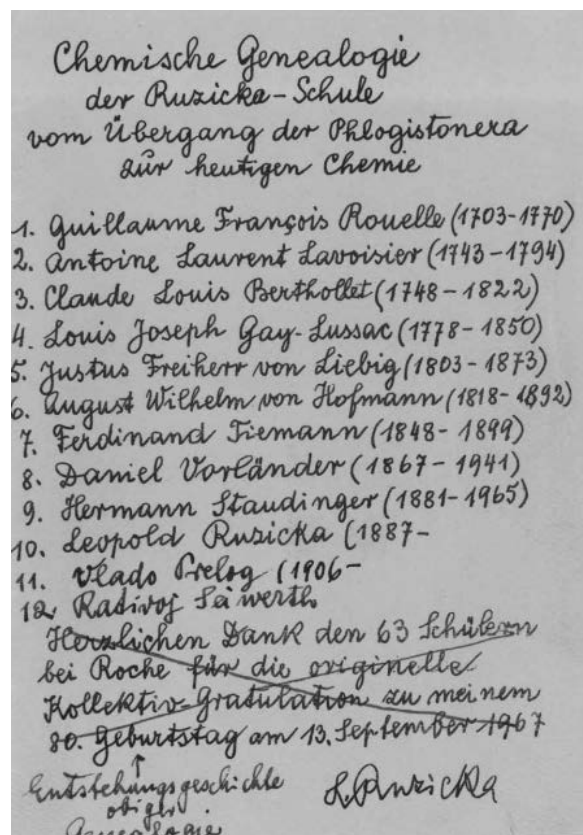 Chemische Genealogie
der Ruzicka-Schule
vom Übergang der Phlogistonera
zur heutigen Chemie
1. Guillaume François Rouelle (1703-1770)
2. Antoine Laurent Lavoisier (1743-1794)
3. Claude Louis Berthollet (1748-1822)
4. Louis Joseph Gay-Lussac (1778-1850)
5. Justus Freiherr von Liebig (1803-1873)
6. August Wilhelm von Hofmann (1818-1892)
7. Ferdinand Tiemann (1848-1899)
8. Daniel Vorländer (1867-1941)
9. Hermann Staudinger (1881-1965)
10. Leopold Ruzicka (1887-
11. Vlado Prelog (1906-
12. Rativoj
Herzlichen Dank den 63 Schülern
bei Roche für die originelle
Kollektiv-Gratulation zu meinem
80. Geburtstag am 13. September 1967
Entstehungsgeschichte
obiger
Genealogie
L. Ruzicka